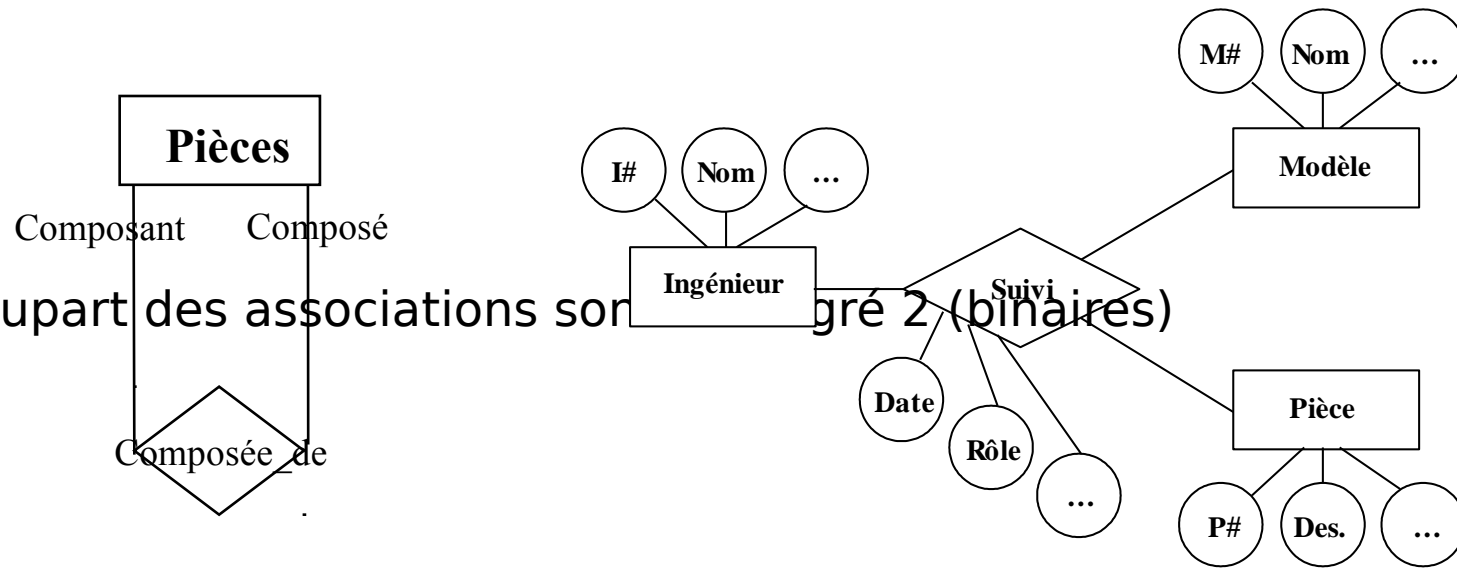 M# Nom ...
Modèle
Pièces
I# Nom ...
Composant Composé
Ingénieur
Suivi
upart des associations son gré 2 (binaires)
Date
Rôle
...
Pièce
Composée_de
P# Des. ...